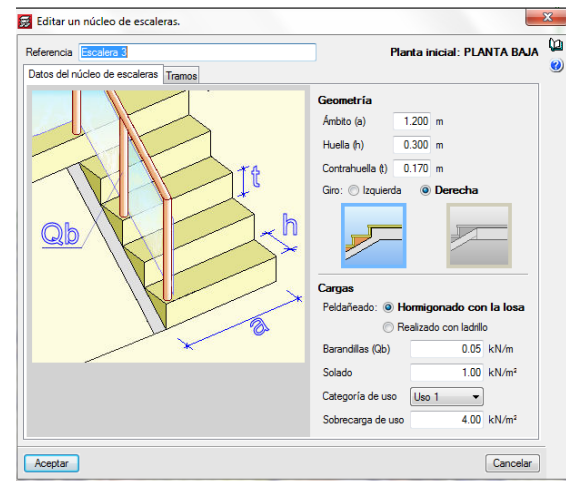 Editar un núcleo de escaleras.
Referencia Escalera 3 Planta inicial: PLANTA BAJA
Datos del núcleo de escaleras Tramos
t
h
Qb
a
Geometría
Ámbito (a) 1.200 m
Huella (h) 0.300 m
Contrahuella (t) 0.170 m
Giro: Izquierda Derecha
Cargas
Peldañeado: Hormigonado con la losa
Realizado con ladrillo
Barandillas (Qb) 0.05 kN/m
Solado 1.00 kN/m²
Categoría de uso Uso 1
Sobrecarga de uso 4.00 kN/m²
Aceptar Cancelar